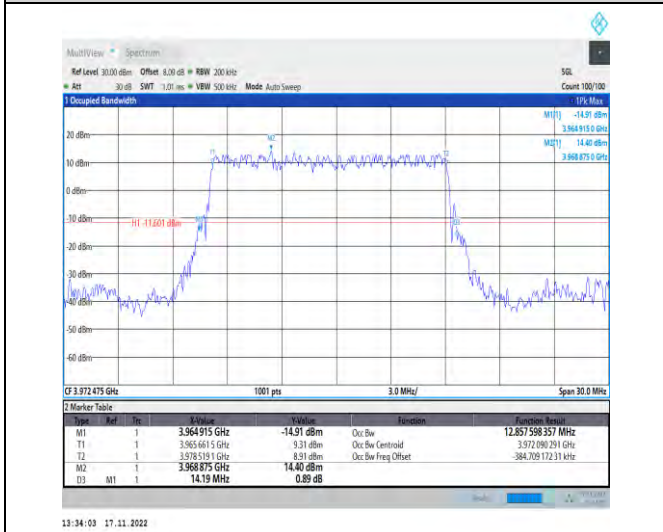 MultiView Spectrum
Ref Level 30.00 dBm Offset 8.09 dB RBW 200 kHz SGL
Att 30 dB SWT 1.01 ms VBW 500 kHz Mode Auto Sweep Count 100/100
1 Occupied Bandwidth 1Pk Max
M1[1] -14.91 dBm
3.964 915 0 GHz
M2[1] 14.40 dBm
3.968 875 0 GHz
20 dBm
M2
T1 T2
10 dBm
0 dBm
-10 dBm
H1 -11.601 dBm
M1 D3
-20 dBm
-30 dBm
-40 dBm
-50 dBm
-60 dBm
CF 3.972 475 GHz 1001 pts 3.0 MHz/ Span 30.0 MHz
2 Marker Table
Type Ref Trc X-Value Y-Value Function Function Result
M1 1 3.964 915 GHz -14.91 dBm Occ Bw 12.857 598 357 MHz
T1 1 3.965 661 5 GHz 9.31 dBm Occ Bw Centroid 3.972 090 291 GHz
T2 1 3.978 519 1 GHz 8.91 dBm Occ Bw Freq Offset -384.709 172 31 kHz
M2 1 3.968 875 GHz 14.40 dBm
D3 M1 1 14.19 MHz 0.89 dB
13:34:03 17.11.2022